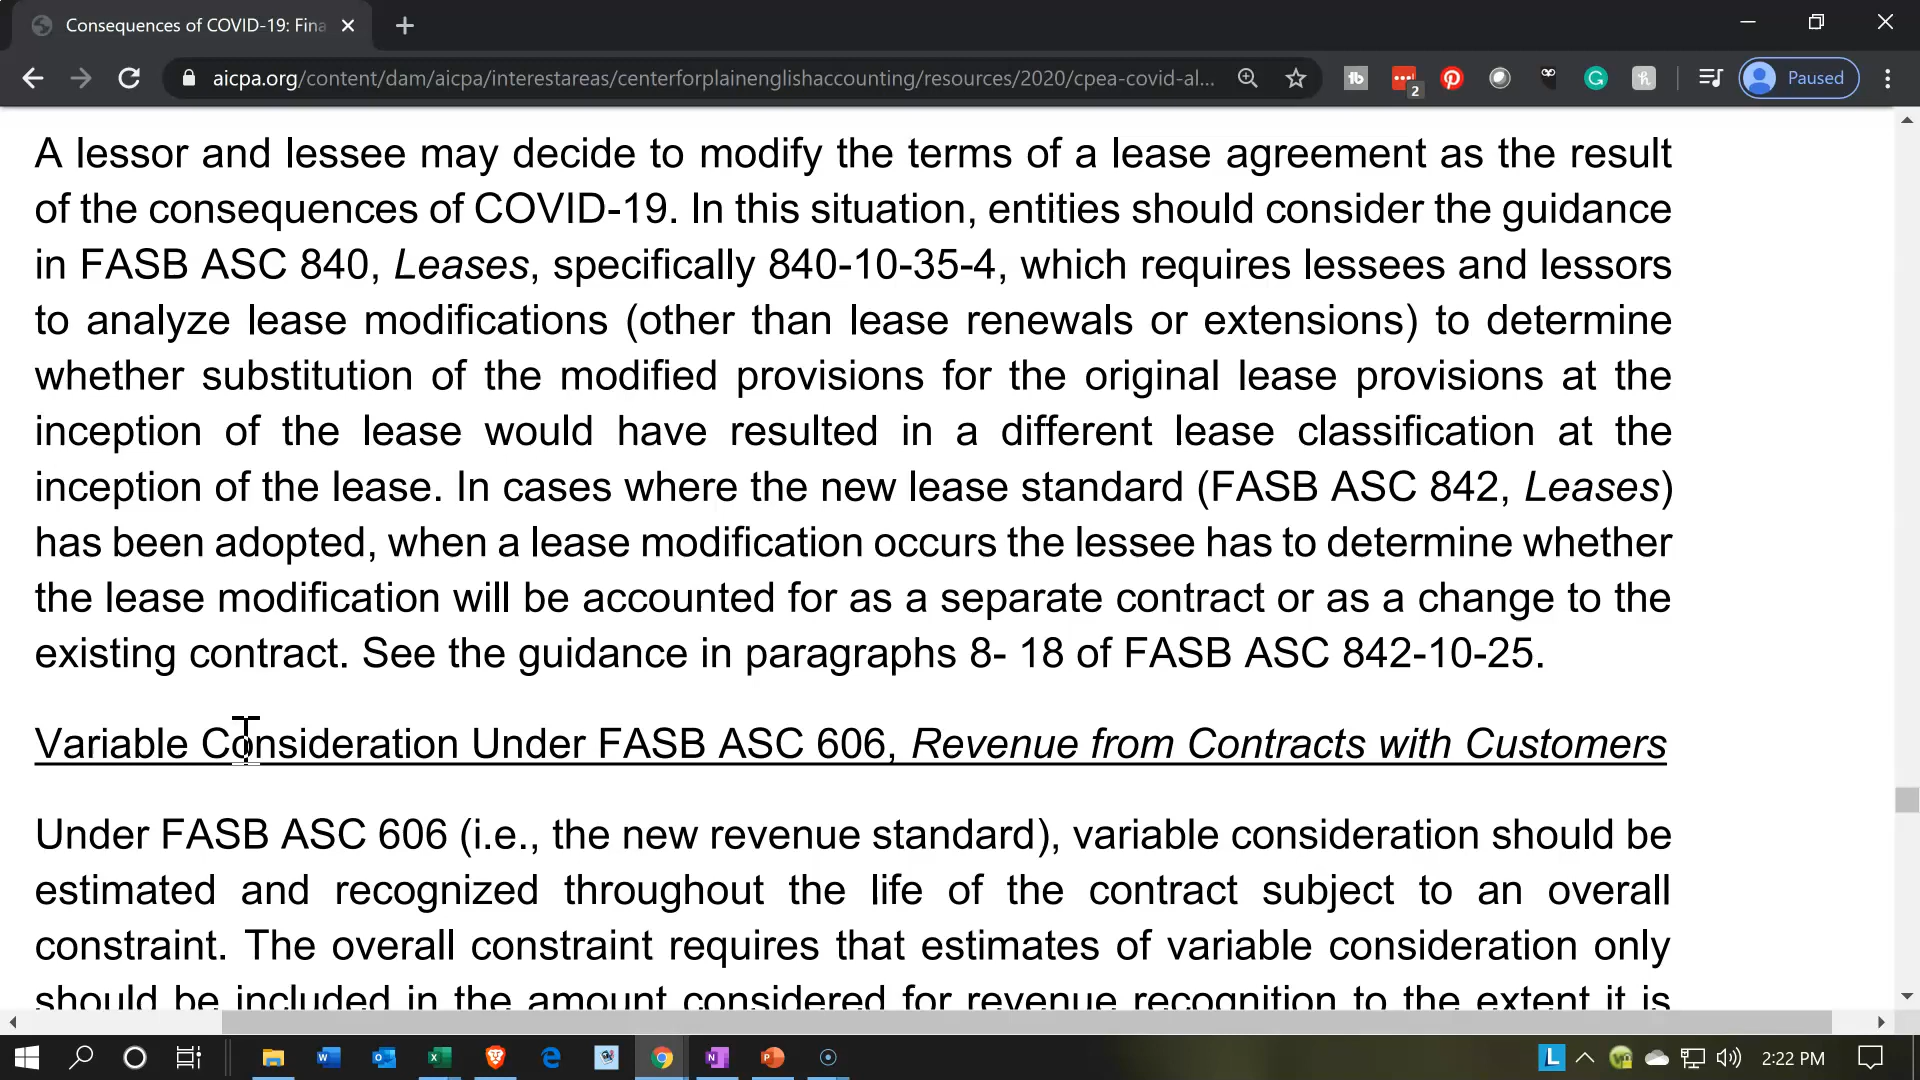 Consequences of COVID-19: Fina
aicpa.org/content/dam/aicpa/interestareas/centerforplainenglishaccounting/resources/2020/cpea-covid-al...
2
Paused
A lessor and lessee may decide to modify the terms of a lease agreement as the result
of the consequences of COVID-19. In this situation, entities should consider the guidance
in FASB ASC 840, Leases, specifically 840-10-35-4, which requires lessees and lessors
to analyze lease modifications (other than lease renewals or extensions) to determine
whether substitution of the modified provisions for the original lease provisions at the
inception of the lease would have resulted in a different lease classification at the
inception of the lease. In cases where the new lease standard (FASB ASC 842, Leases)
has been adopted, when a lease modification occurs the lessee has to determine whether
the lease modification will be accounted for as a separate contract or as a change to the
existing contract. See the guidance in paragraphs 8- 18 of FASB ASC 842-10-25.
Variable Consideration Under FASB ASC 606, Revenue from Contracts with Customers
Under FASB ASC 606 (i.e., the new revenue standard), variable consideration should be
estimated and recognized throughout the life of the contract subject to an overall
constraint. The overall constraint requires that estimates of variable consideration only
should be included in the amount considered for revenue recognition to the extent it is
2:22 PM